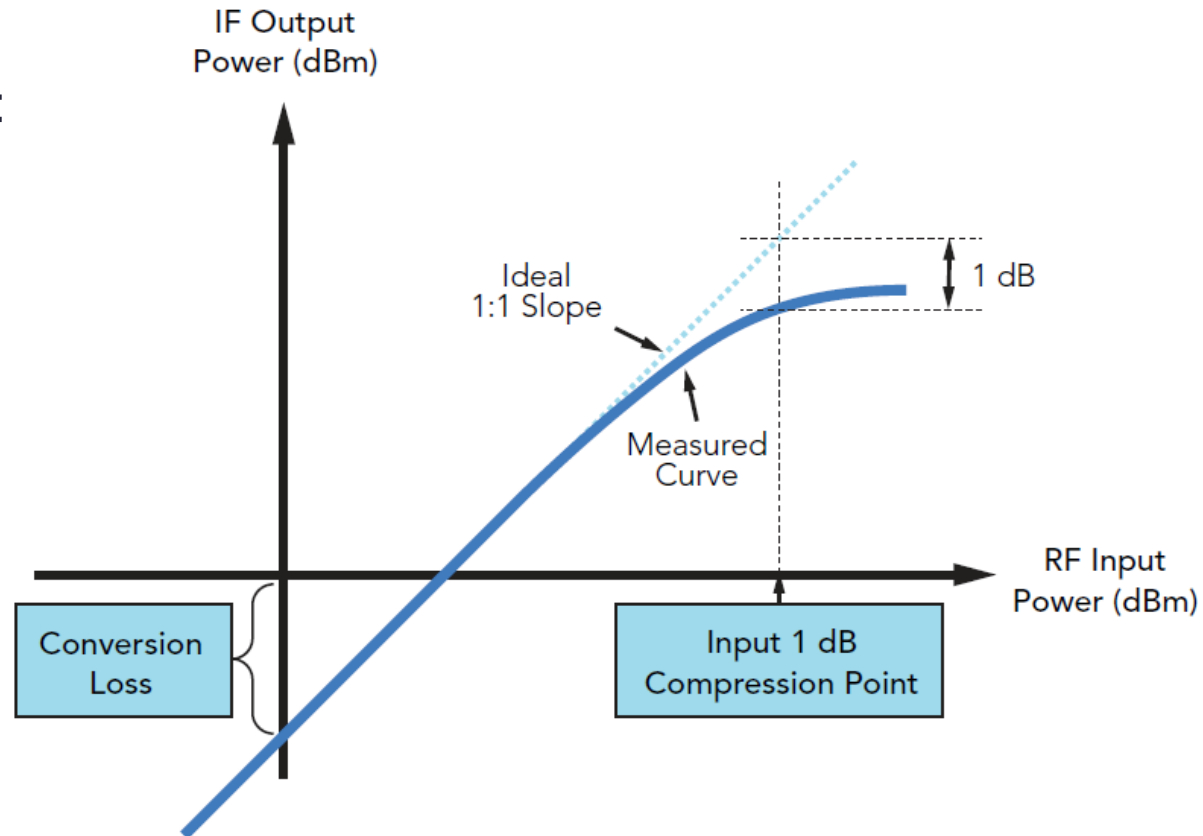 IF Output
Power (dBm)
Ideal
1:1 Slope
1 dB
Measured
Curve
RF Input
Power (dBm)
Conversion
Loss
Input 1 dB
Compression Point